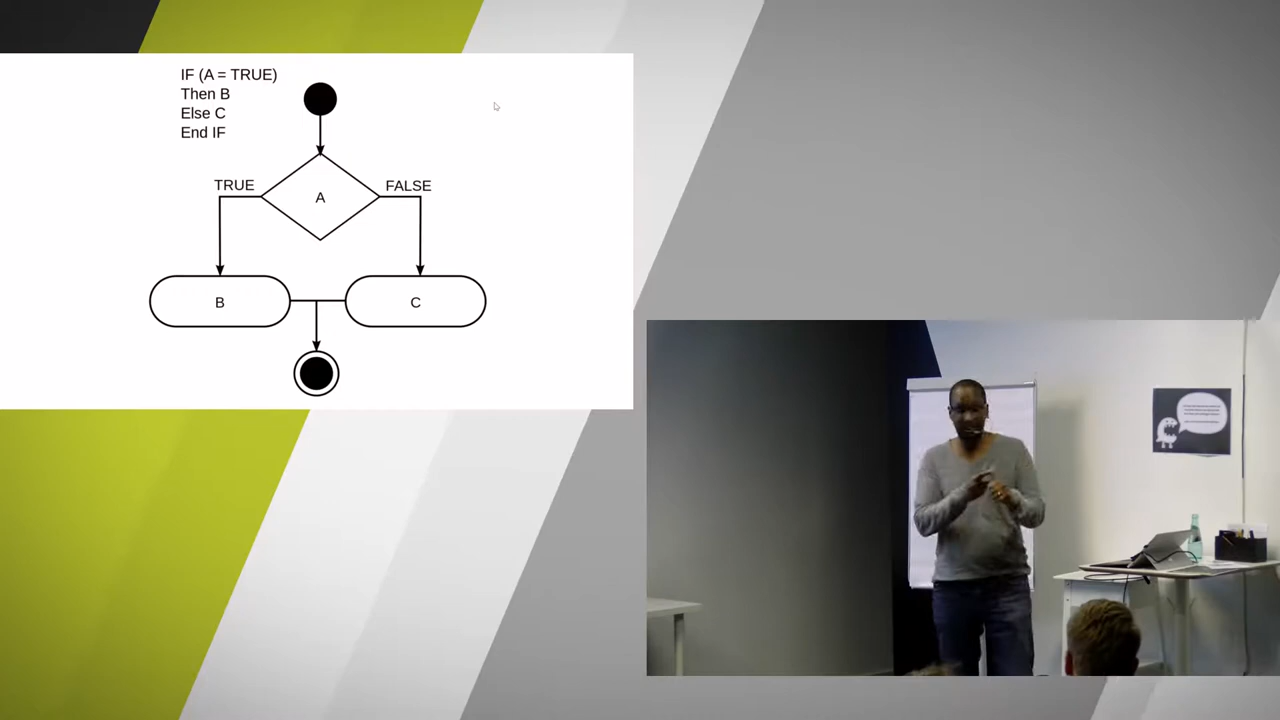 IF (A = TRUE)
Then B
Else C
End IF
TRUE
FALSE
A
B
C